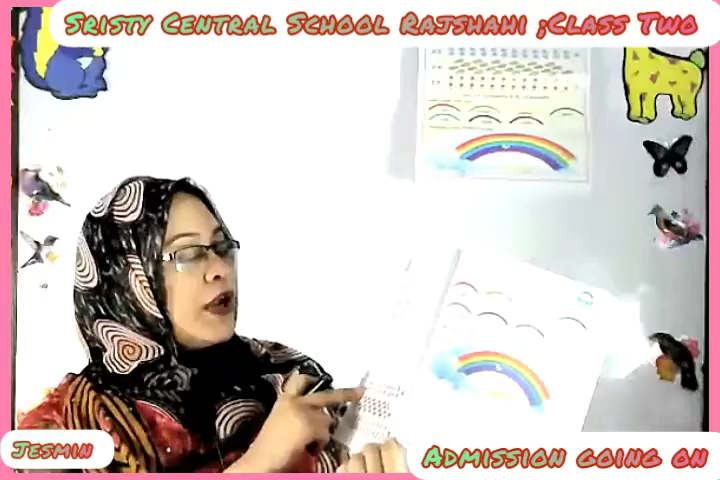 Sristy Central School Rajshahi ;Class Two
Jesmin
Admission going on